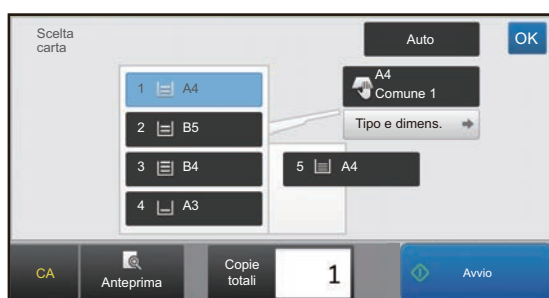 Scelta
carta
Auto
OK
1 A4
A4
Comune 1
2 B5
Tipo e dimens.
3 B4
5 A4
4 A3
CA
Anteprima
Copie
totali
1
Avvio